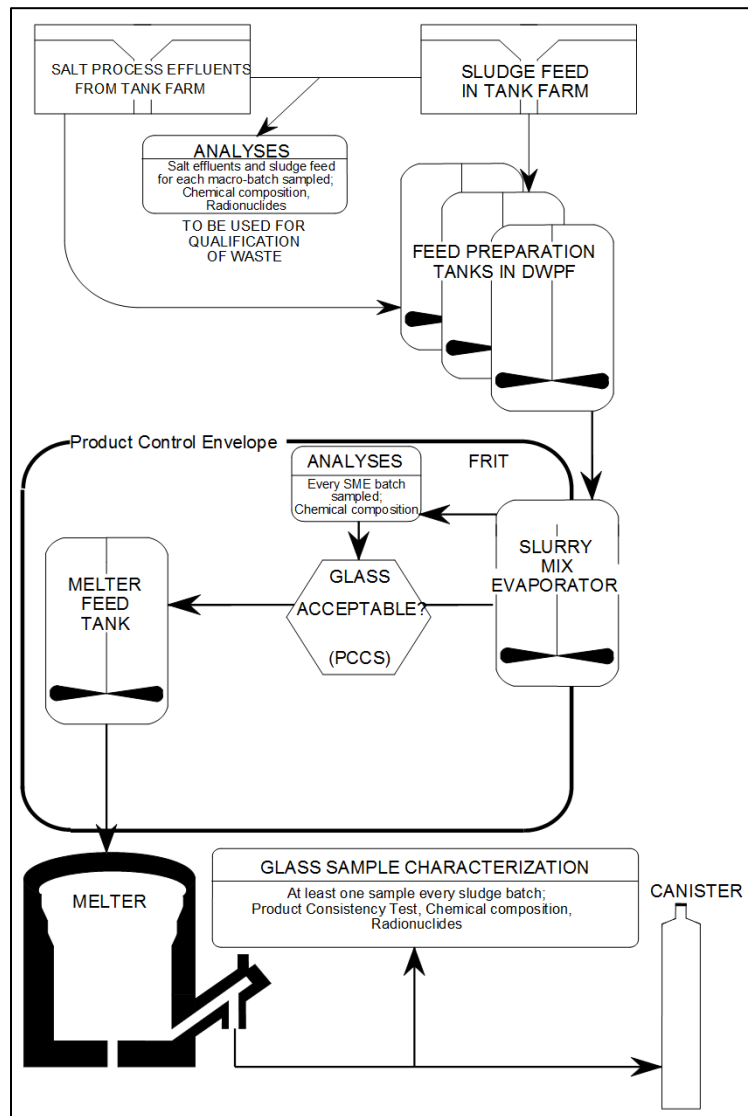 SALT PROCESS EFFLUENTS
FROM TANK FARM
SLUDGE FEED
IN TANK FARM
ANALYSES
Salt effluents and sludge feed
for each macro-batch sampled;
Chemical composition,
Radionuclides
TO BE USED FOR
QUALIFICATION
OF WASTE
FEED PREPARATION
TANKS IN DWPF
Product Control Envelope
ANALYSES
Every SME batch
sampled;
Chemical composition
FRIT
SLURRY
MIX
EVAPORATOR
GLASS
ACCEPTABLE?
(PCCS)
MELTER
FEED
TANK
MELTER
GLASS SAMPLE CHARACTERIZATION
At least one sample every sludge batch;
Product Consistency Test, Chemical composition,
Radionuclides
CANISTER